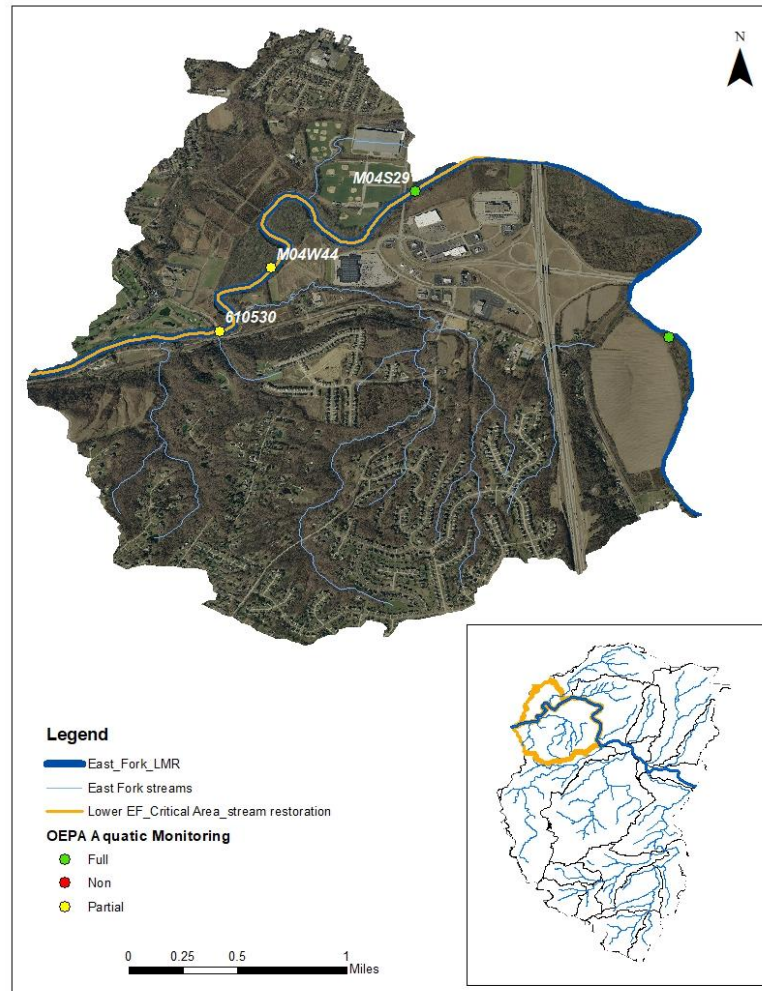 N
M04S29
M04W44
610530
Legend
East_Fork_LMR
East Fork streams
Lower EF_Critical Area_stream restoration
OEPA Aquatic Monitoring
Full
Non
Partial
0 0.25 0.5 1
Miles